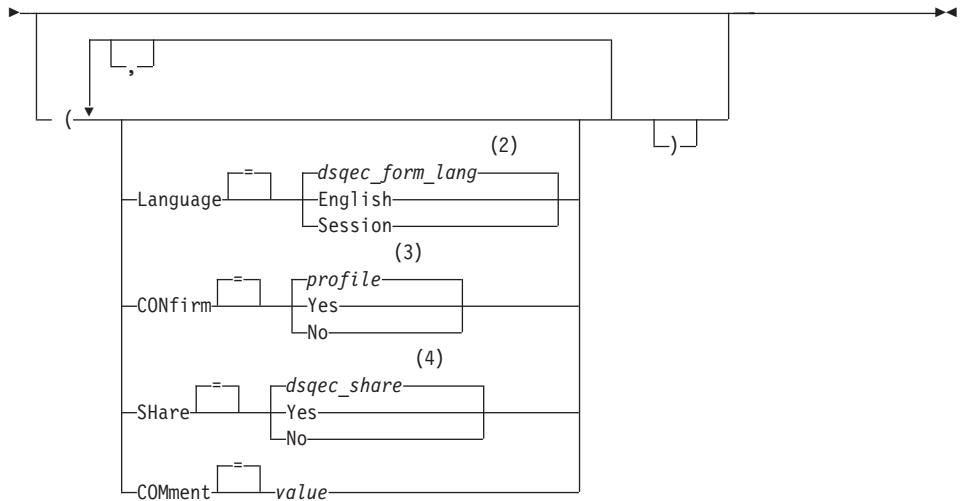 ,
( )
(2)
= dsqec_form_lang
Language English
Session
(3)
= profile
CONfirm Yes
No
(4)
= dsqec_share
SHare Yes
No
=
COMment value